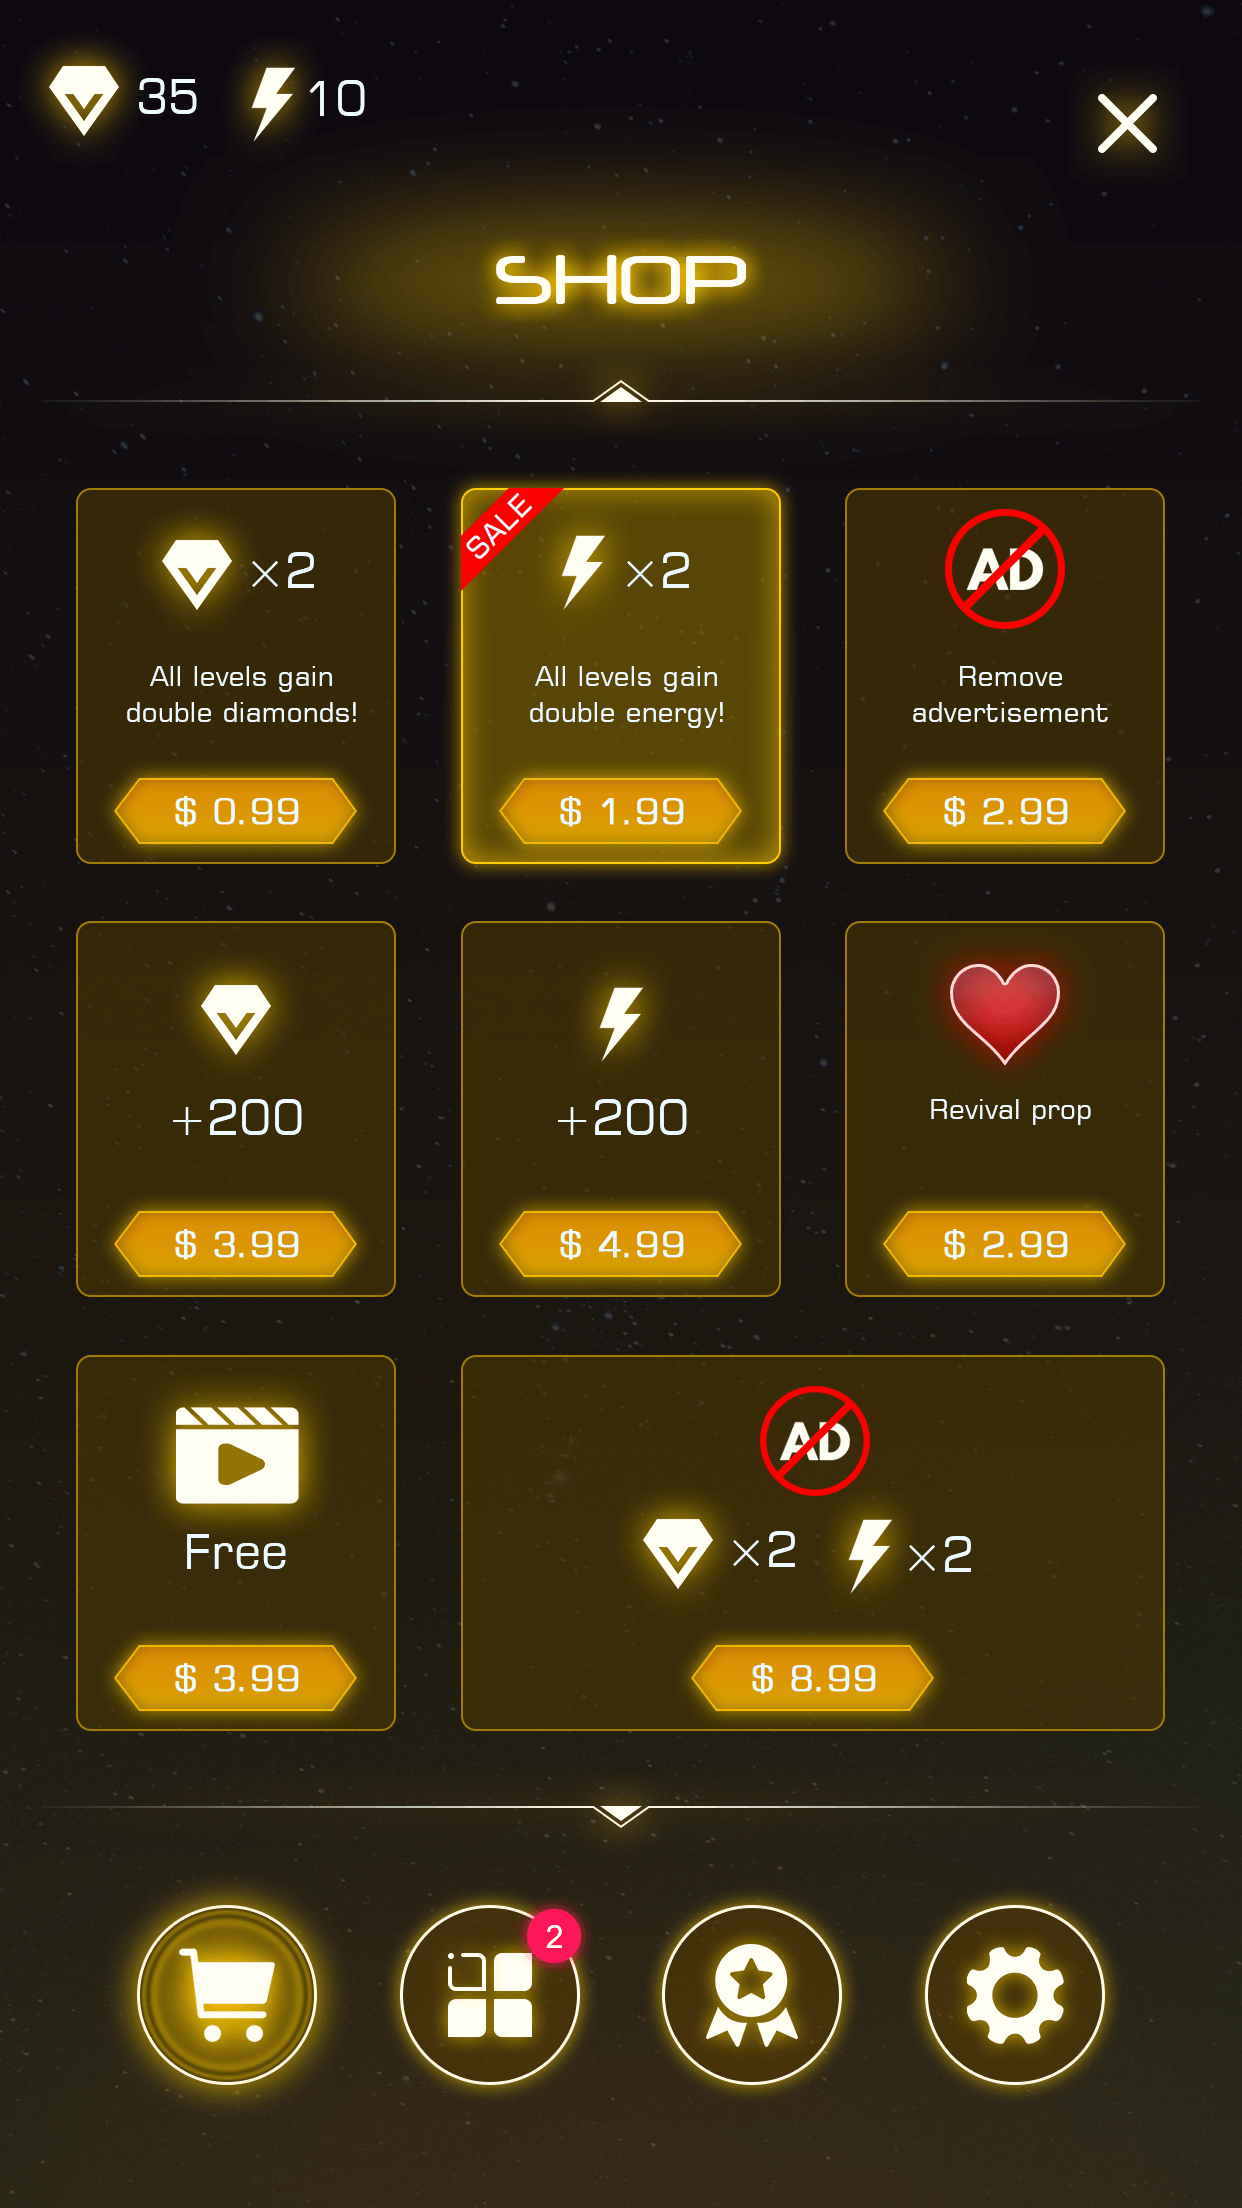 35 10
SHOP
SALE
×2
×2
AD
All levels gain
double diamonds!
All levels gain
double energy!
Remove
advertisement
$ 0.99
$ 1.99
$ 2.99
+200
+200
Revival prop
$ 3.99
$ 4.99
$ 2.99
Free
AD
×2
×2
$ 3.99
$ 8.99
2